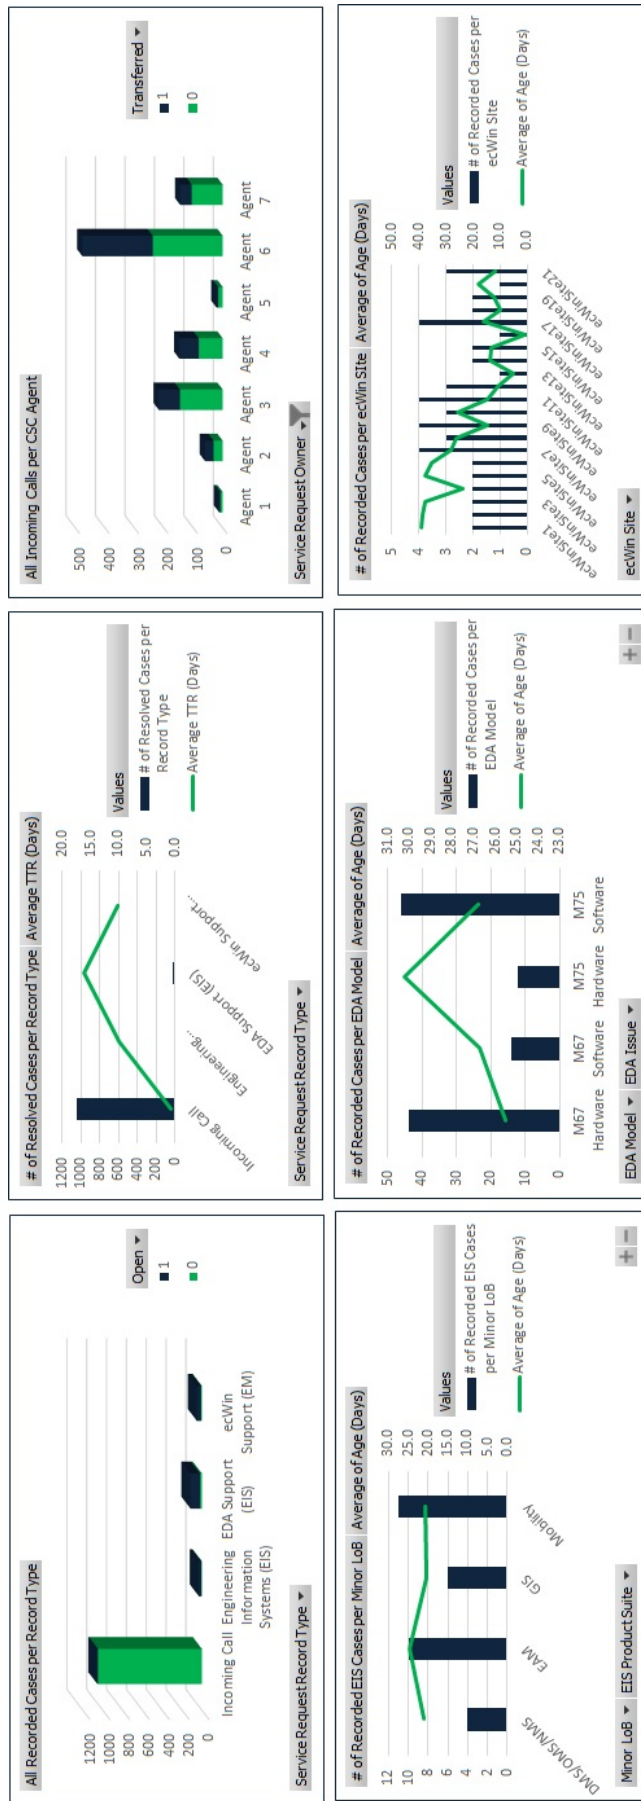 All Recorded Cases per Record Type
1200
1000
800
600
400
200
0
Incoming Call
Engineering
Information
Systems (EIS)
EDA Support
(EIS)
ecWin
Support (EM)
Open
1
0
Service Request Record Type
# of Resolved Cases per Record Type
Average TTR (Days)
1200
1000
800
600
400
200
0
20.0
15.0
10.0
5.0
0.0
Incoming Call
Engineering...
EDA Support (EIS)
ecWin Support...
Values
# of Resolved Cases per
Record Type
Average TTR (Days)
Service Request Record Type
All Incoming Calls per CSC Agent
500
400
300
200
100
0
Agent
1
Agent
2
Agent
3
Agent
4
Agent
5
Agent
6
Agent
7
Transferred
1
0
Service Request Owner
# of Recorded EIS Cases per Minor LoB
Average of Age (Days)
12
10
8
6
4
2
0
30.0
25.0
20.0
15.0
10.0
5.0
0.0
DMS/OMS/NMS
EAM
GIS
Mobility
Values
# of Recorded EIS Cases
per Minor LoB
Average of Age (Days)
Minor LoB
EIS Product Suite
# of Recorded Cases per EDA Model
Average of Age (Days)
50
40
30
20
10
0
31.0
30.0
29.0
28.0
27.0
26.0
25.0
24.0
23.0
M67
Hardware
M67
Software
M75
Hardware
M75
Software
Values
# of Recorded Cases per
EDA Model
Average of Age (Days)
EDA Model
EDA Issue
# of Recorded Cases per ecWin SIte
Average of Age (Days)
5
4
3
2
1
0
50.0
40.0
30.0
20.0
10.0
0.0
ecWinSite1
ecWinSite3
ecWinSite5
ecWinSite7
ecWinSite9
ecWinSite11
ecWinSite13
ecWinSite15
ecWinSite17
ecWinSite19
ecWinSite21
Values
# of Recorded Cases per
ecWin SIte
Average of Age (Days)
ecWin Site